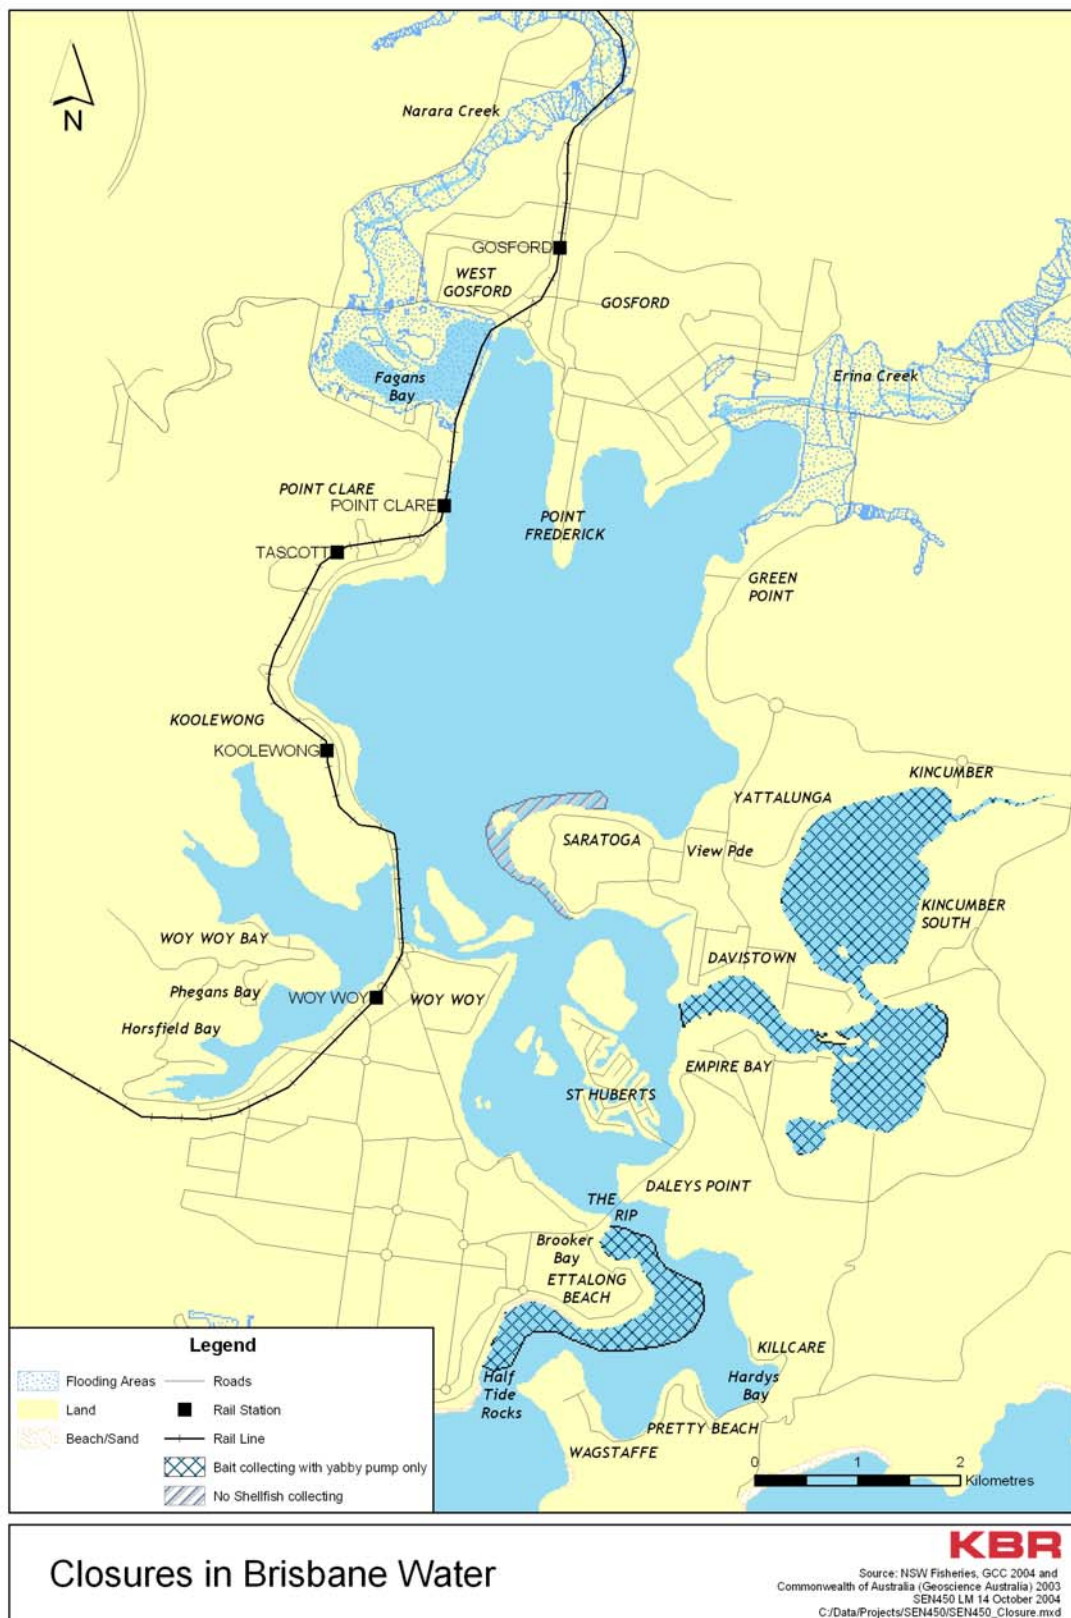 N
Narara Creek
GOSFORD
WEST
GOSFORD
GOSFORD
Erina Creek
Fagans
Bay
POINT CLARE
POINT CLARE
POINT
FREDERICK
TASCOTT
GREEN
POINT
KOOLEWONG
KOOLEWONG
KINCUMBER
YATTALUNGA
SARATOGA
View Pde
KINCUMBER
SOUTH
WOY WOY BAY
DAVISTOWN
Phegans Bay
WOY WOY
WOY WOY
Horsfield Bay
EMPIRE BAY
ST HUBERTS
DALEYS POINT
THE
RIP
Brooker
Bay
ETTALONG
BEACH
KILLCARE
Half
Tide
Rocks
Hardys
Bay
PRETTY BEACH
WAGSTAFFE
0 1 2
Kilometres
Legend
Flooding Areas
Roads
Land
Rail Station
Beach/Sand
Rail Line
Bait collecting with yabby pump only
No Shellfish collecting
Closures in Brisbane Water
KBR
Source: NSW Fisheries, GCC 2004 and
Commonwealth of Australia (Geoscience Australia) 2003
SEN450 LM 14 October 2004
C:/Data/Projects/SEN450/SEN450_Closure.mxd